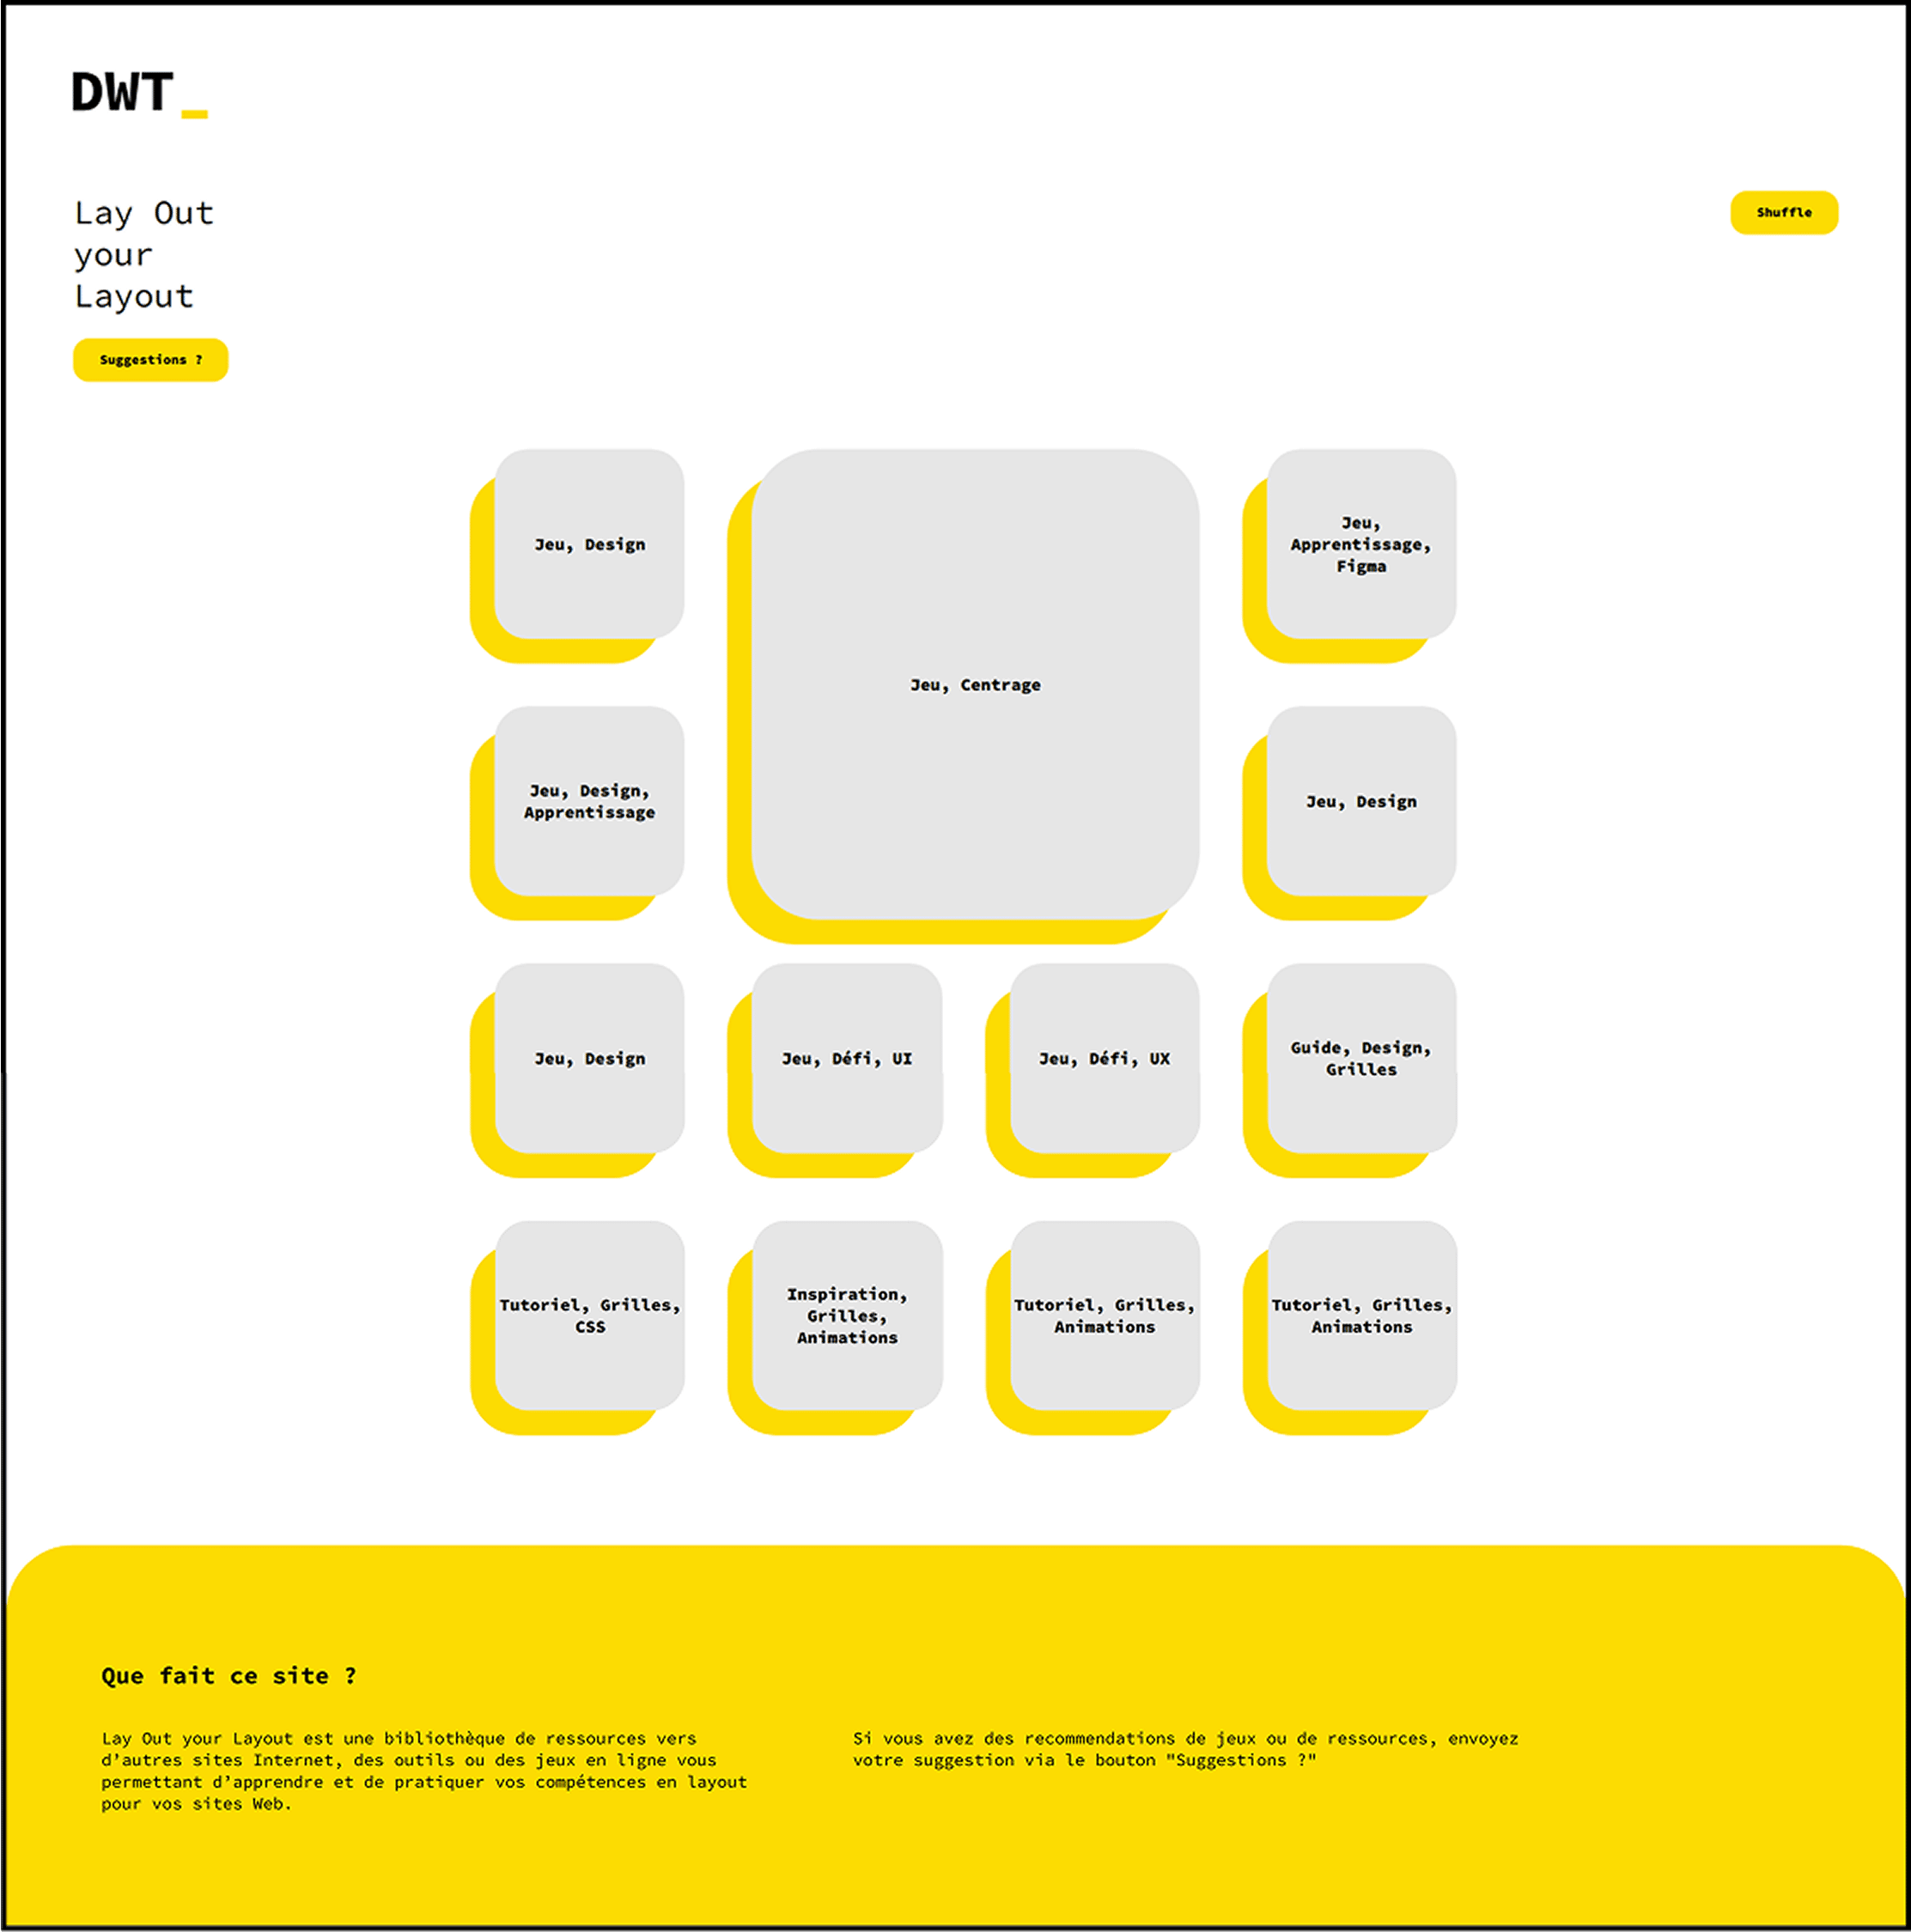 DWT_
Lay Out
your
Layout
Shuffle
Suggestions ?
Jeu, Design
Jeu, Centrage
Jeu,
Apprentissage,
Figma
Jeu, Design,
Apprentissage
Jeu, Design
Jeu, Design
Jeu, Défi, UI
Jeu, Défi, UX
Guide, Design,
Grilles
Tutoriel, Grilles,
CSS
Inspiration,
Grilles,
Animations
Tutoriel, Grilles,
Animations
Tutoriel, Grilles,
Animations
Que fait ce site ?
Lay Out your Layout est une bibliothèque de ressources vers
d’autres sites Internet, des outils ou des jeux en ligne vous
permettant d’apprendre et de pratiquer vos compétences en layout
pour vos sites Web.
Si vous avez des recommendations de jeux ou de ressources, envoyez
votre suggestion via le bouton "Suggestions ?"